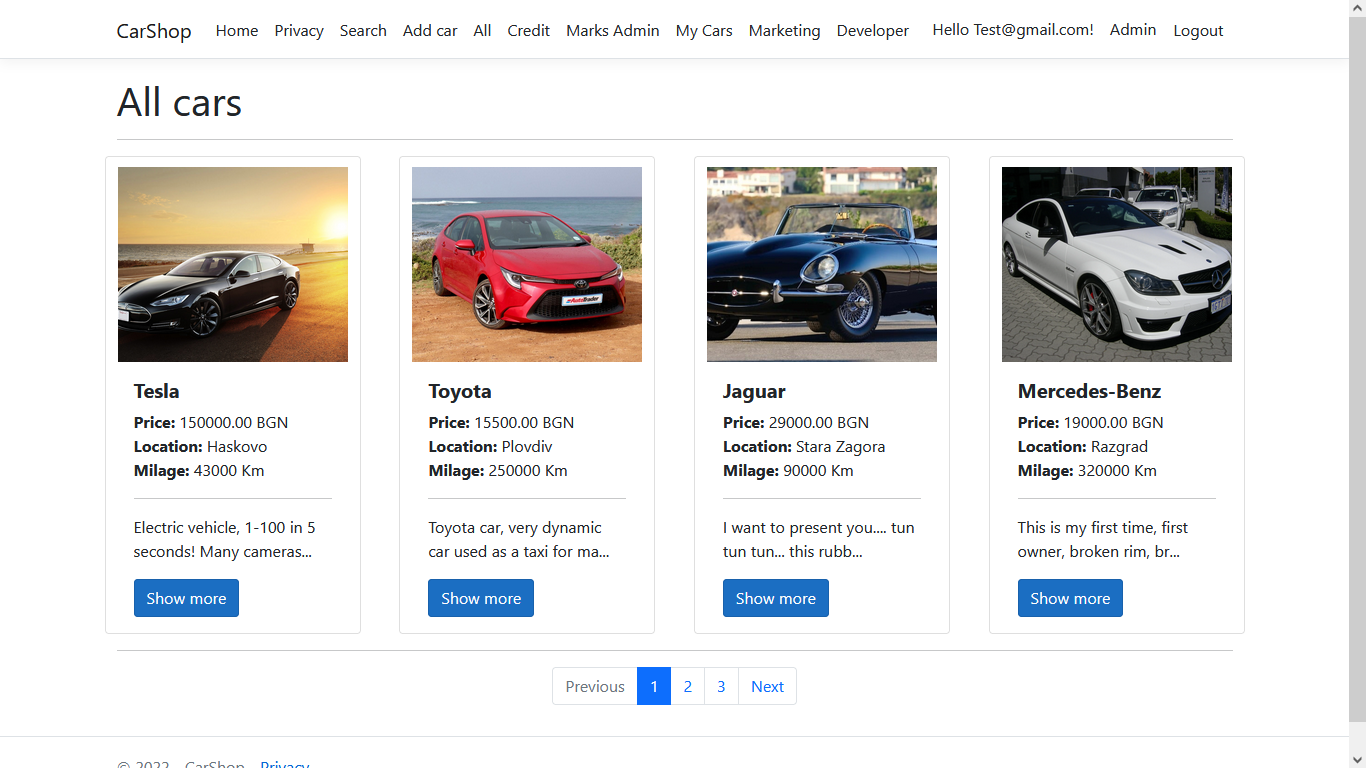 CarShop Home Privacy Search Add car All Credit Marks Admin My Cars Marketing Developer Hello Test@gmail.com! Admin Logout
All cars
AutoTrader
Tesla
Price: 150000.00 BGN
Location: Haskovo
Milage: 43000 Km
Electric vehicle, 1-100 in 5
seconds! Many cameras...
Show more
Toyota
Price: 15500.00 BGN
Location: Plovdiv
Milage: 250000 Km
Toyota car, very dynamic
car used as a taxi for ma...
Show more
Jaguar
Price: 29000.00 BGN
Location: Stara Zagora
Milage: 90000 Km
I want to present you.... tun
tun tun... this rubb...
Show more
Mercedes-Benz
Price: 19000.00 BGN
Location: Razgrad
Milage: 320000 Km
This is my first time, first
owner, broken rim, br...
Show more
Previous 1 2 3 Next
© 2022 - CarShop - Privacy